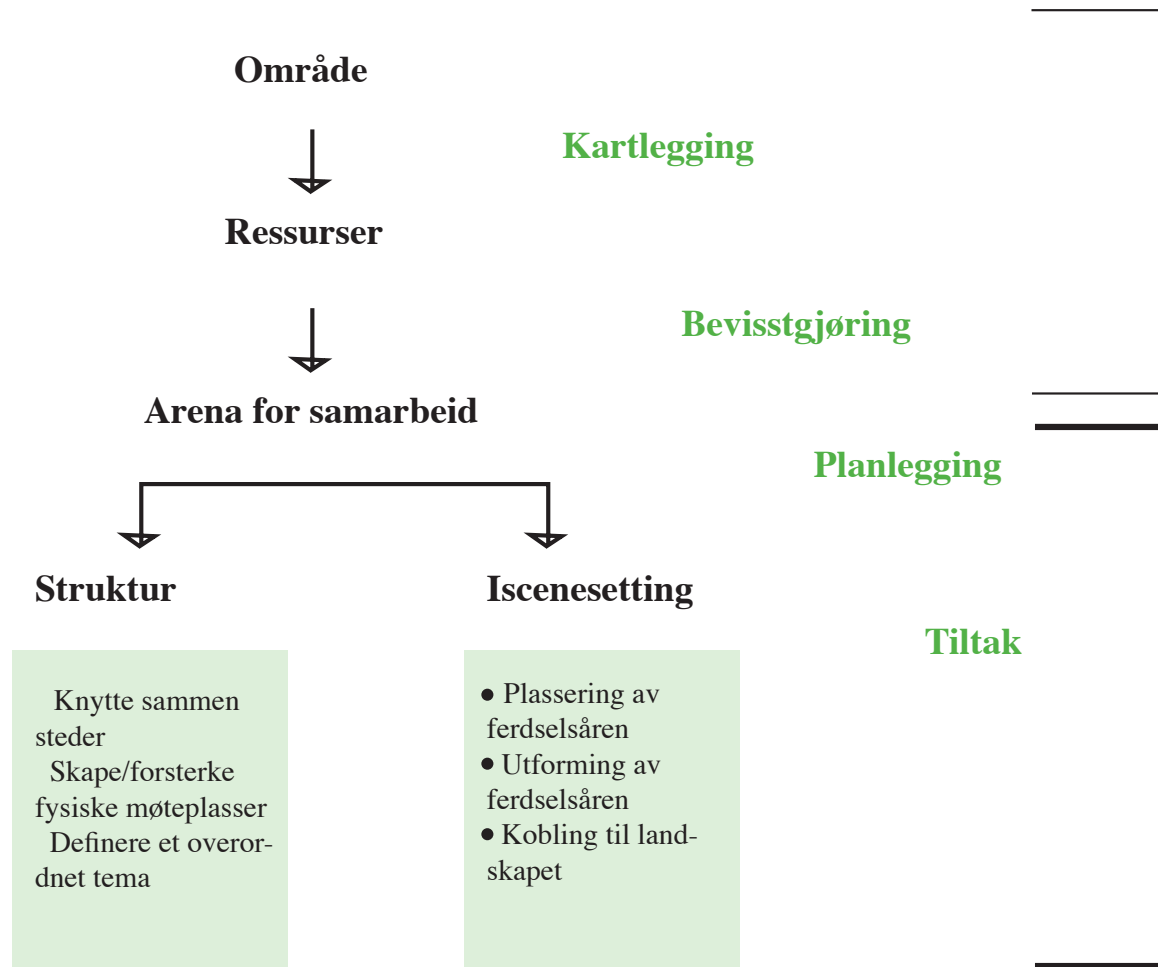 Område
Kartlegging
Ressurser
Bevisstgjøring
Arena for samarbeid
Planlegging
Struktur
Iscenesetting
Tiltak
Knytte sammen
steder
Skape/forsterke
fysiske møteplasser
Definere et overor-
dnet tema
• Plassering av
ferdselsåren
• Utforming av
ferdselsåren
• Kobling til land-
skapet